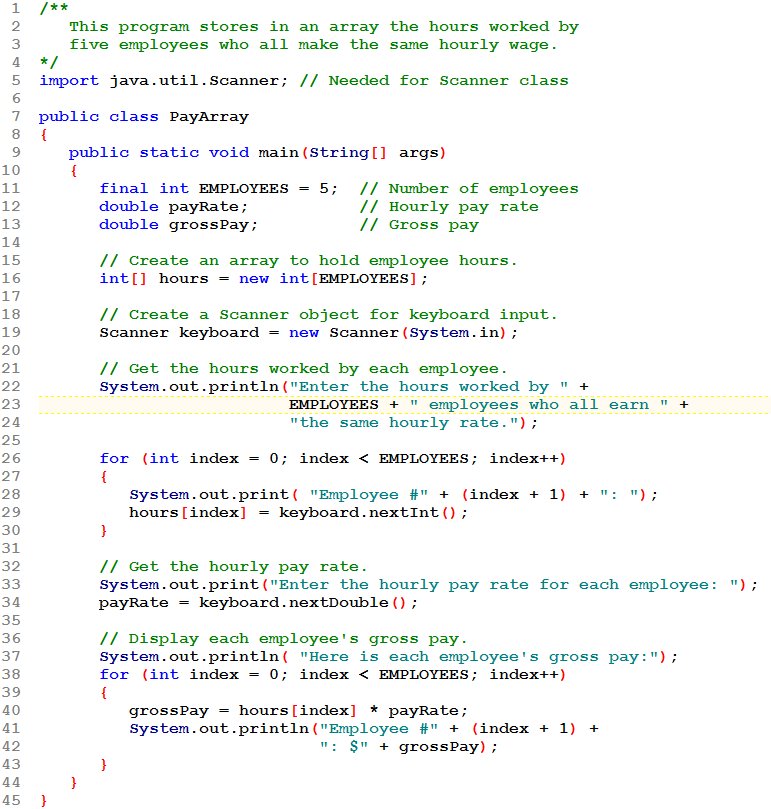 1 /**
2    This program stores in an array the hours worked by
3    five employees who all make the same hourly wage.
4 */
5 import java.util.Scanner; // Needed for Scanner class
6
7 public class PayArray
8 {
9    public static void main(String[] args)
10    {
11       final int EMPLOYEES = 5;  // Number of employees
12       double payRate;           // Hourly pay rate
13       double grossPay;          // Gross pay
14
15       // Create an array to hold employee hours.
16       int[] hours = new int[EMPLOYEES];
17
18       // Create a Scanner object for keyboard input.
19       Scanner keyboard = new Scanner(System.in);
20
21       // Get the hours worked by each employee.
22       System.out.println("Enter the hours worked by " +
23                          EMPLOYEES + " employees who all earn " +
24                          "the same hourly rate.");
25
26       for (int index = 0; index < EMPLOYEES; index++)
27       {
28          System.out.print( "Employee #" + (index + 1) + ": ");
29          hours[index] = keyboard.nextInt();
30       }
31
32       // Get the hourly pay rate.
33       System.out.print("Enter the hourly pay rate for each employee: ");
34       payRate = keyboard.nextDouble();
35
36       // Display each employee's gross pay.
37       System.out.println( "Here is each employee's gross pay:");
38       for (int index = 0; index < EMPLOYEES; index++)
39       {
40          grossPay = hours[index] * payRate;
41          System.out.println("Employee #" + (index + 1) +
42                             ": $" + grossPay);
43       }
44    }
45 }